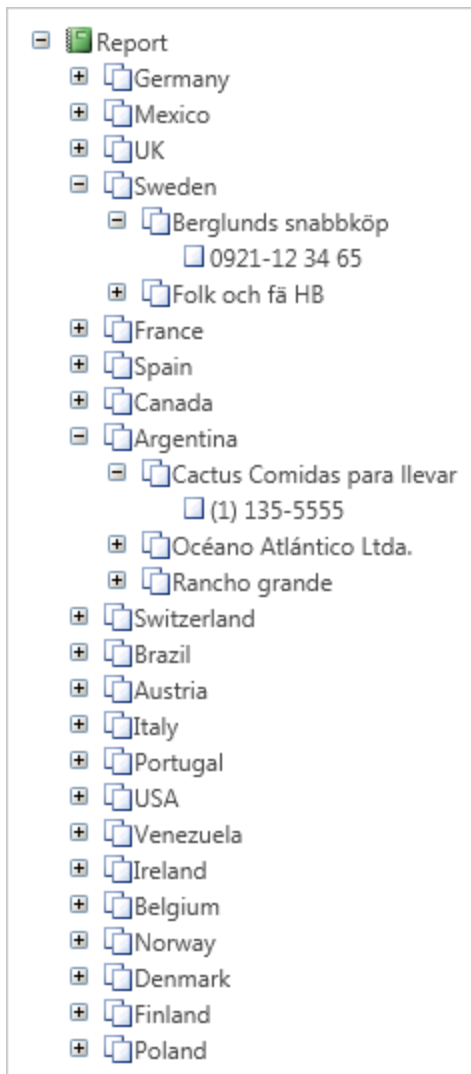 Report
Germany
Mexico
UK
Sweden
Berglunds snabbköp
0921-12 34 65
Folk och fä HB
France
Spain
Canada
Argentina
Cactus Comidas para llevar
(1) 135-5555
Océano Atlántico Ltda.
Rancho grande
Switzerland
Brazil
Austria
Italy
Portugal
USA
Venezuela
Ireland
Belgium
Norway
Denmark
Finland
Poland